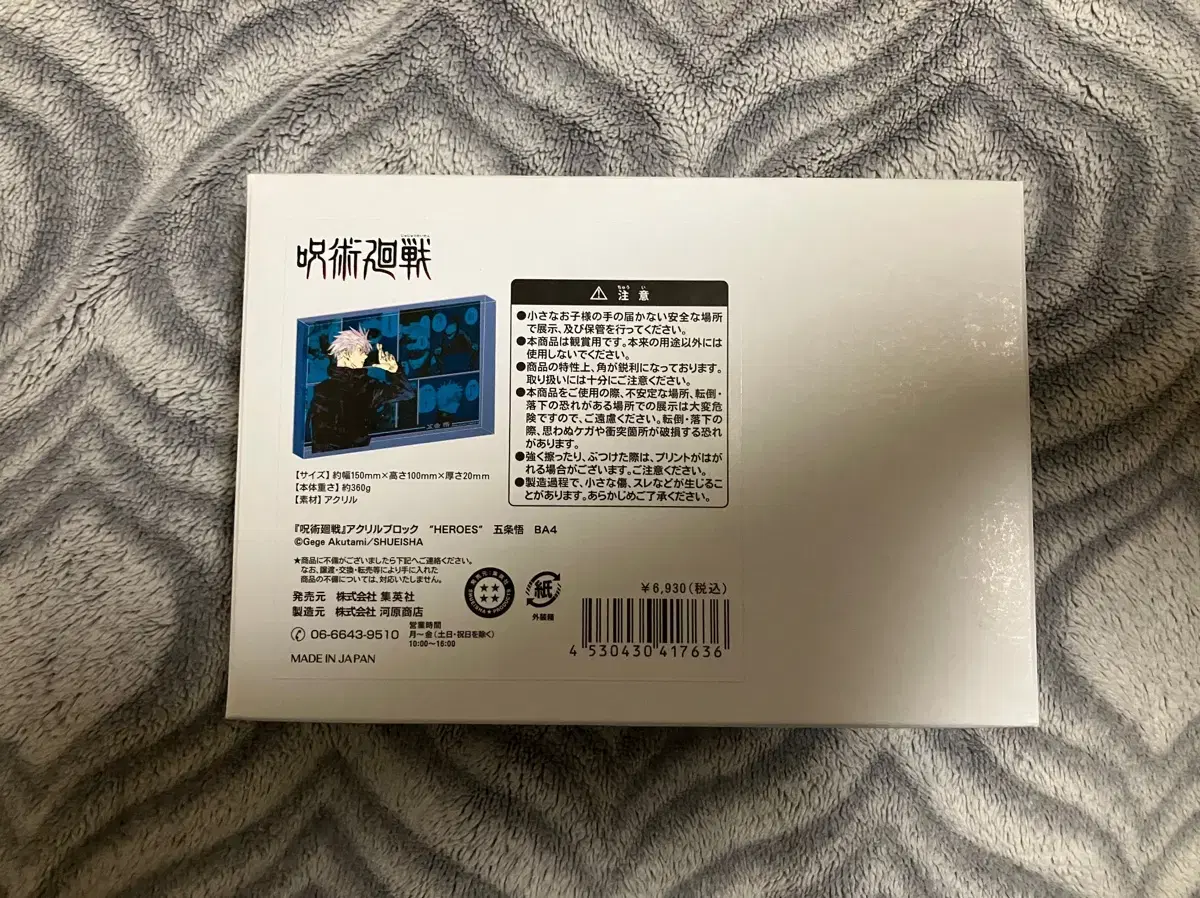 呪術廻戦
五条 悟
【サイズ】約幅150mm×高さ100mm×厚さ20mm
【本体重さ】約360g
【素材】アクリル
『呪術廻戦』アクリルブロック "HEROES" 五条悟 BA4
©Gege Akutami/SHUEISHA
★商品に不備がございましたら下記へご連絡ください。
なお、譲渡・交換・転売等により手に入れた
商品の不備については、対応いたしません。
発売元 株式会社 集英社
製造元 株式会社 河原商店
06-6643-9510
営業時間
月～金(土日・祝日を除く)
10:00～16:00
MADE IN JAPAN
注意
ちゅう い
●小さなお子様の手の届かない安全な場所
で展示、及び保管を行ってください。
●本商品は観賞用です。本来の用途以外には
使用しないでください。
●商品の特性上、角が鋭利になっております。
取り扱いには十分にご注意ください。
●本商品をご使用の際、不安定な場所、転倒・
落下の恐れがある場所での展示は大変危
険ですので、ご遠慮ください。転倒・落下の
際、思わぬケガや衝突箇所が破損する恐れ
があります。
●強く擦ったり、ぶつけた際は、プリントがはが
れる場合がございます。ご注意ください。
●製造過程で、小さな傷、スレなどが生じるこ
とがあります。あらかじめご了承ください。
紙
外装箱
￥6,930(税込)
4 530430 417636